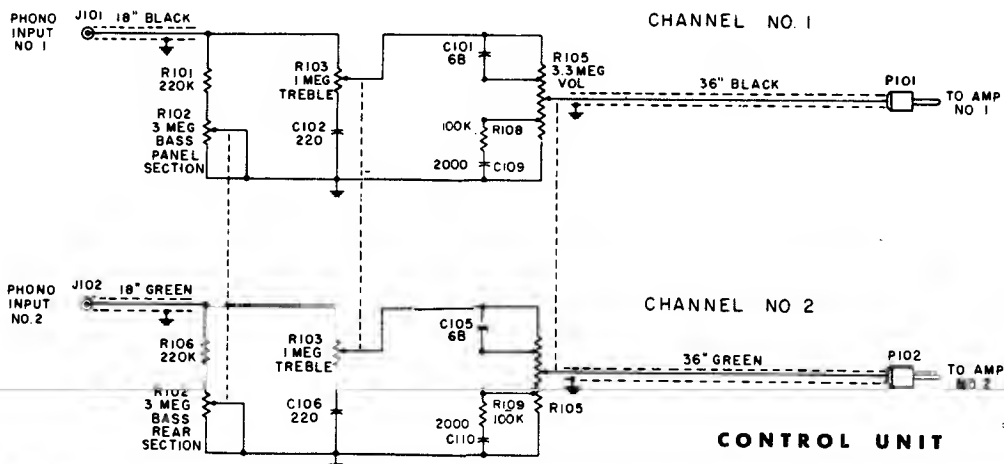 PHONO
INPUT
NO 1
J101
18" BLACK
CHANNEL NO. 1
R101
220K
R102
3 MEG
BASS
PANEL
SECTION
R103
1 MEG
TREBLE
C102
220
C101
68
R105
3.3 MEG
VOL
100K
R108
2000
C109
36" BLACK
P101
TO AMP
NO 1
PHONO
INPUT
NO.2
J102
18" GREEN
CHANNEL NO 2
R106
220K
R102
3 MEG
BASS
REAR
SECTION
R103
1 MEG
TREBLE
C106
220
C105
68
R109
100K
2000
C110
R105
36" GREEN
P102
TO AMP
NO 2
CONTROL UNIT